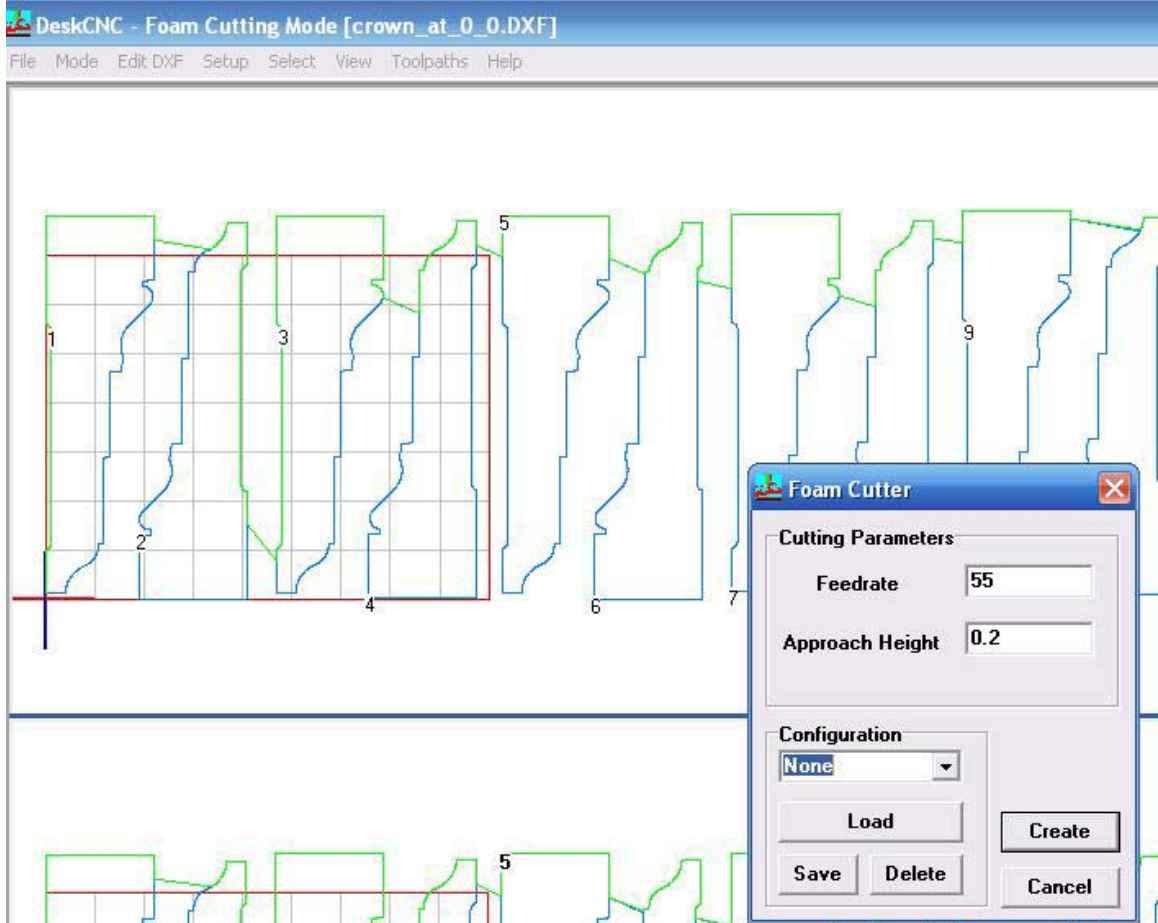 DeskCNC - Foam Cutting Mode [crown_at_0_0.DXF]
File Mode Edit DXF Setup Select View Toolpaths Help
5
1
3
9
2
4
6
7
Foam Cutter
Cutting Parameters
Feedrate 55
Approach Height 0.2
Configuration
None
Load
Create
Save Delete
Cancel
5